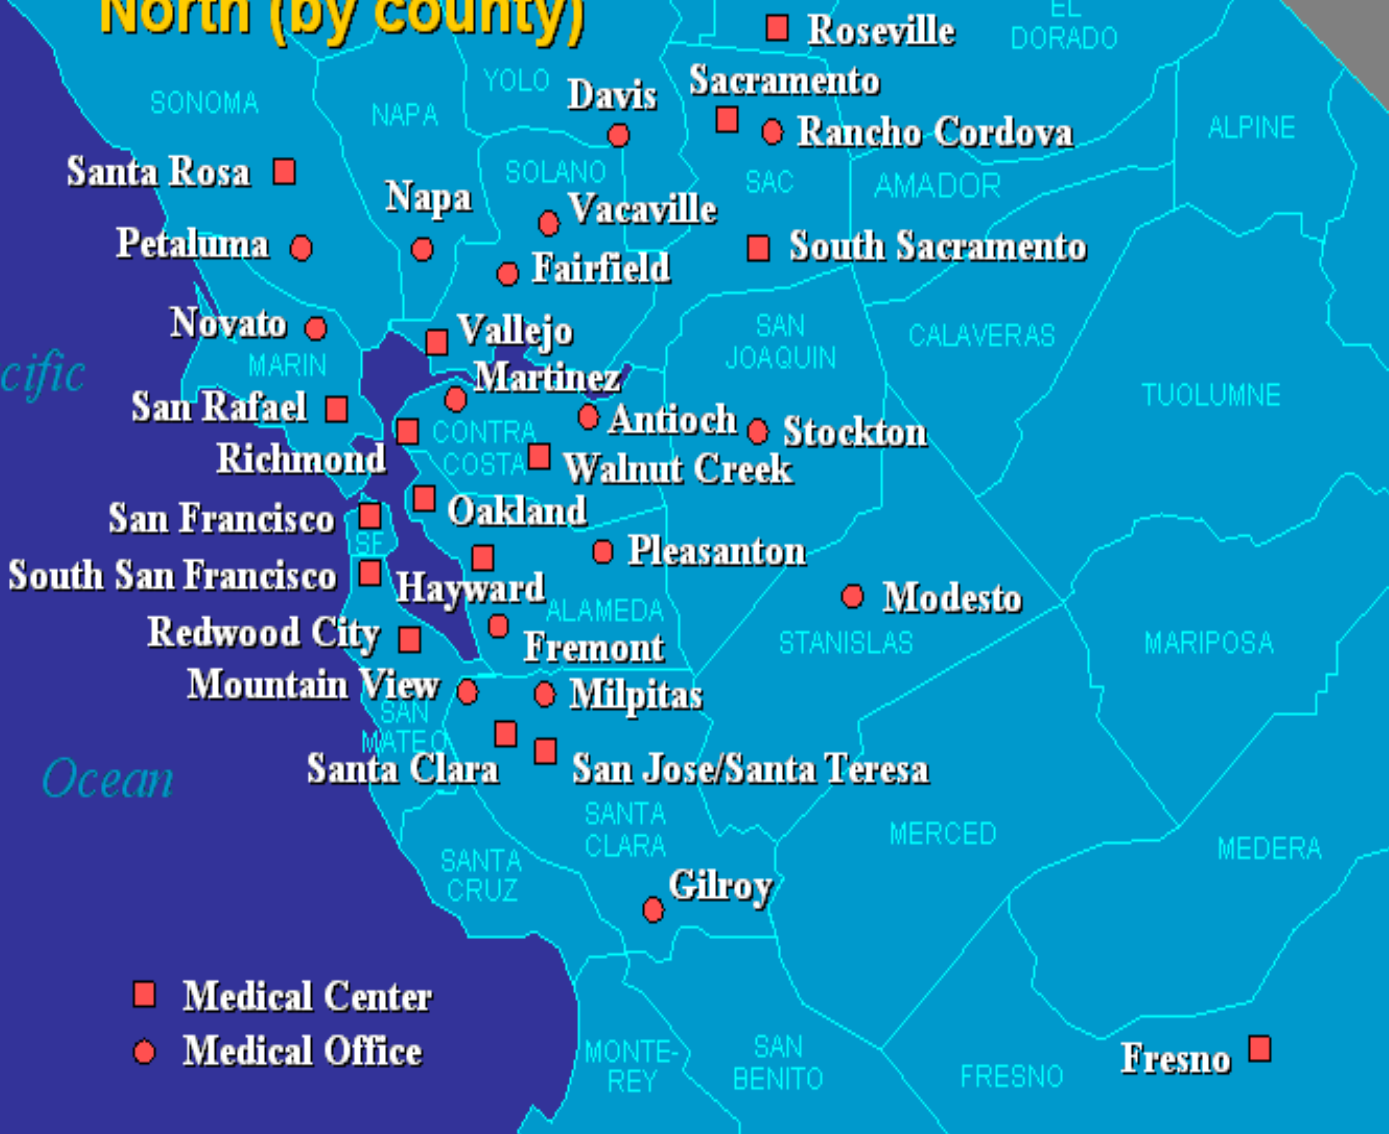 North (by county)
EL
DORADO
Roseville
YOLO
Sacramento
Davis
SONOMA
NAPA
Rancho Cordova
ALPINE
Santa Rosa
SOLANO
SAC
AMADOR
Napa
Vacaville
Petaluma
South Sacramento
Fairfield
Novato
Vallejo
SAN
JOAQUIN
CALAVERAS
MARIN
cific
Martinez
TUOLUMNE
San Rafael
Antioch
Stockton
CONTRA
COSTA
Richmond
Walnut Creek
San Francisco
Oakland
SF
Pleasanton
South San Francisco
Hayward
Modesto
ALAMEDA
Redwood City
Fremont
STANISLAS
MARIPOSA
Mountain View
Milpitas
SAN
MATEO
Santa Clara
San Jose/Santa Teresa
Ocean
SANTA
CLARA
MERCED
MEDERA
SANTA
CRUZ
Gilroy
Medical Center
Medical Office
MONTE-
REY
SAN
BENITO
FRESNO
Fresno